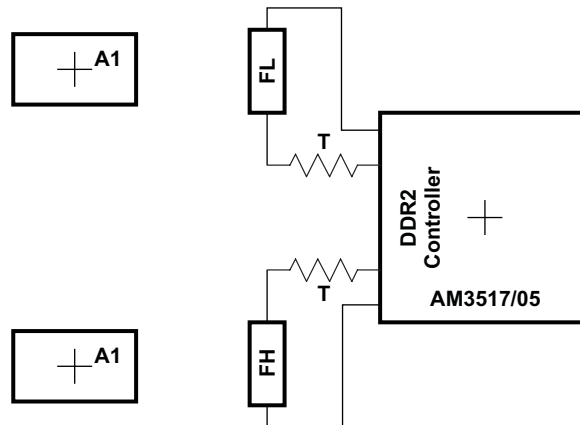 A1
FL
T
DDR2
Controller
AM3517/05
T
A1
FH